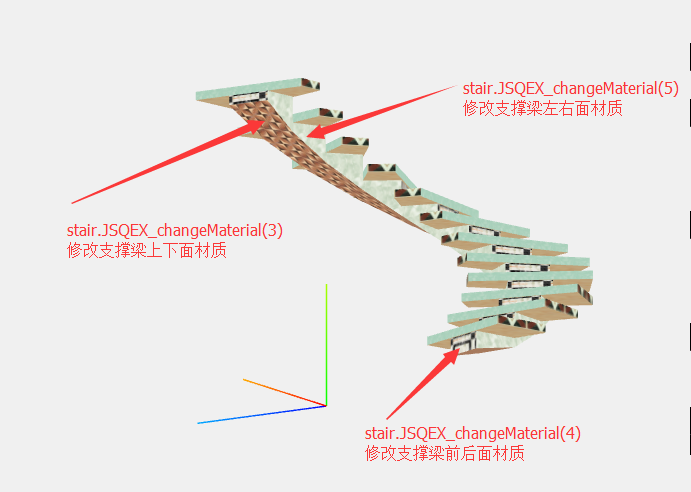 stair.JSQEX_changeMaterial(5)
修改支撑梁左右面材质
stair.JSQEX_changeMaterial(3)
修改支撑梁上下面材质
stair.JSQEX_changeMaterial(4)
修改支撑梁前后面材质